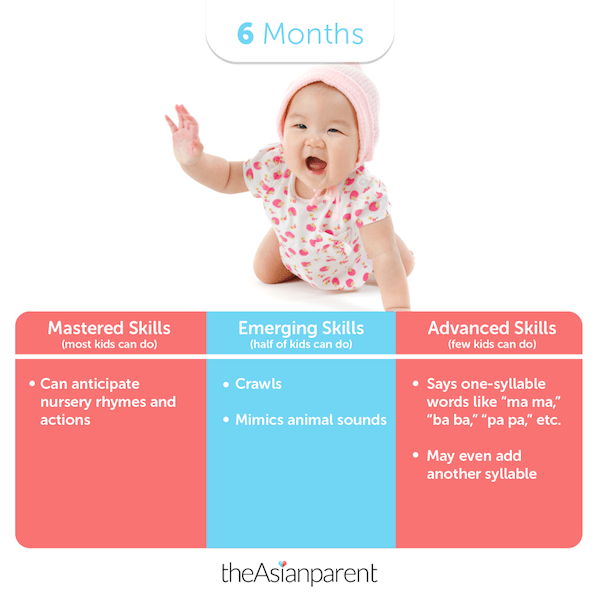 6 Months
Mastered Skills
(most kids can do)
• Can anticipate
nursery rhymes and
actions
Emerging Skills
(half of kids can do)
• Crawls
• Mimics animal sounds
Advanced Skills
(few kids can do)
• Says one-syllable
words like “ma ma,”
“ba ba,” “pa pa,” etc.
• May even add
another syllable
theAsianparent